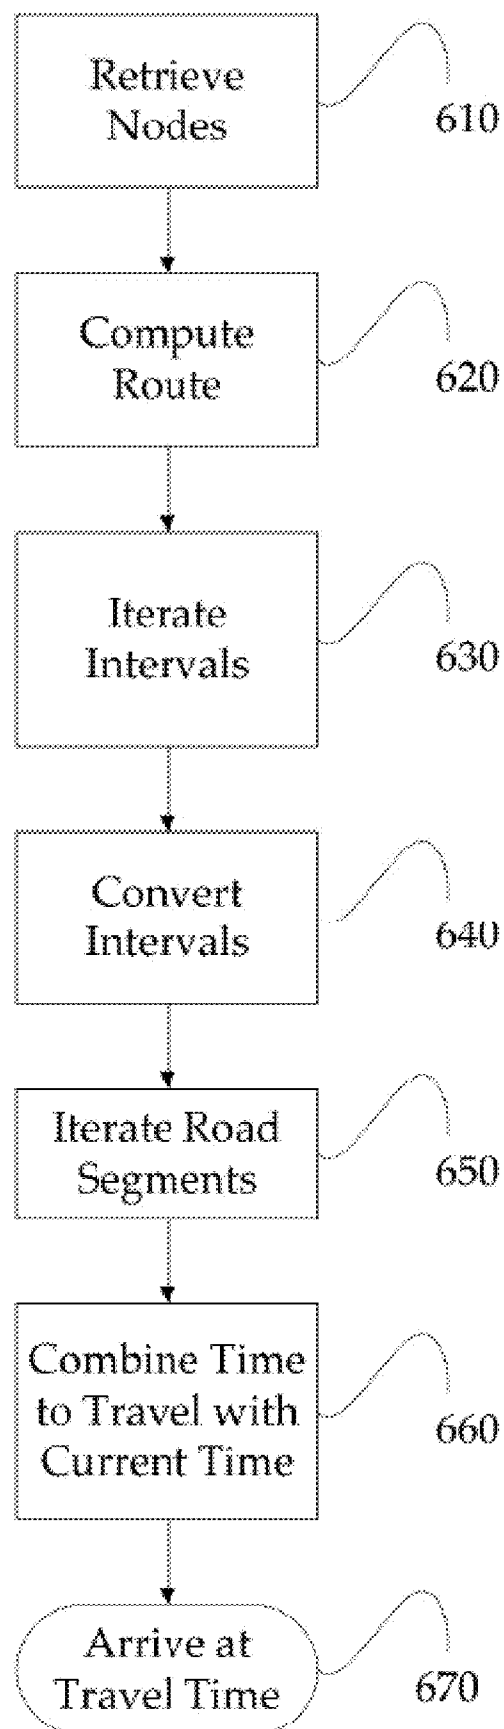 Retrieve
Nodes
610
Compute
Route
620
Iterate
Intervals
630
Convert
Intervals
640
Iterate Road
Segments
650
Combine Time
to Travel with
Current Time
660
Arrive at
Travel Time
670